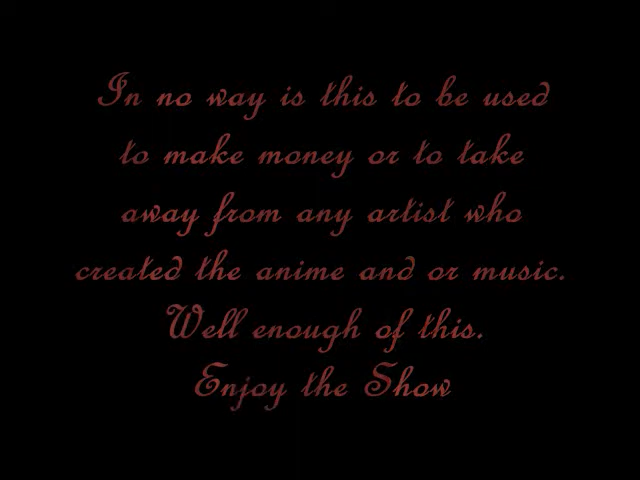 In no way is this to be used
to make money or to take
away from any artist who
created the anime and or music.
Well enough of this.
Enjoy the Show